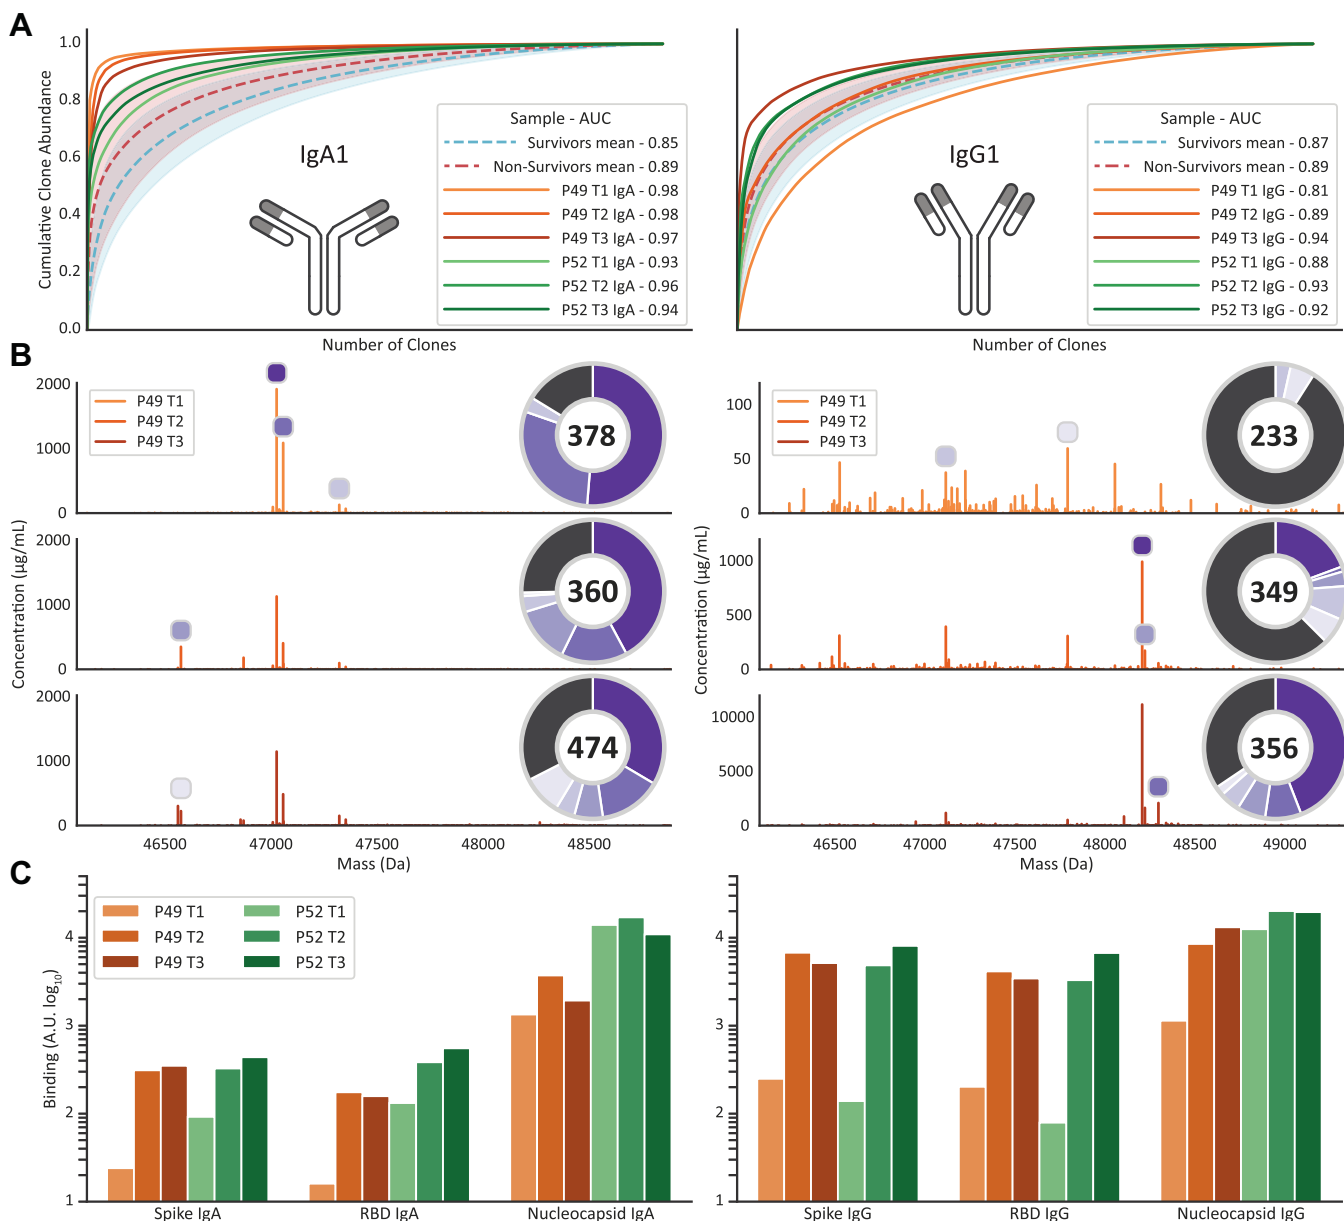 A
Cumulative Clone Abundance
1.0
0.8
0.6
0.4
0.2
0.0
IgA1
Sample - AUC
Survivors mean - 0.85
Non-Survivors mean - 0.89
P49 T1 IgA - 0.98
P49 T2 IgA - 0.98
P49 T3 IgA - 0.97
P52 T1 IgA - 0.93
P52 T2 IgA - 0.96
P52 T3 IgA - 0.94
Number of Clones
IgG1
Sample - AUC
Survivors mean - 0.87
Non-Survivors mean - 0.89
P49 T1 IgG - 0.81
P49 T2 IgG - 0.89
P49 T3 IgG - 0.94
P52 T1 IgG - 0.88
P52 T2 IgG - 0.93
P52 T3 IgG - 0.92
Number of Clones
B
Concentration (µg/mL)
2000
1000
0
P49 T1
P49 T2
P49 T3
378
2000
1000
0
360
2000
1000
0
474
46500 47000 47500 48000 48500
Mass (Da)
Concentration (µg/mL)
100
50
0
P49 T1
P49 T2
P49 T3
233
1000
500
0
349
10000
5000
0
356
46500 47000 47500 48000 48500 49000
Mass (Da)
C
Binding (A.U. log10)
4
3
2
1
P49 T1 P52 T1
P49 T2 P52 T2
P49 T3 P52 T3
Spike IgA RBD IgA Nucleocapsid IgA
4
3
2
1
Spike IgG RBD IgG Nucleocapsid IgG